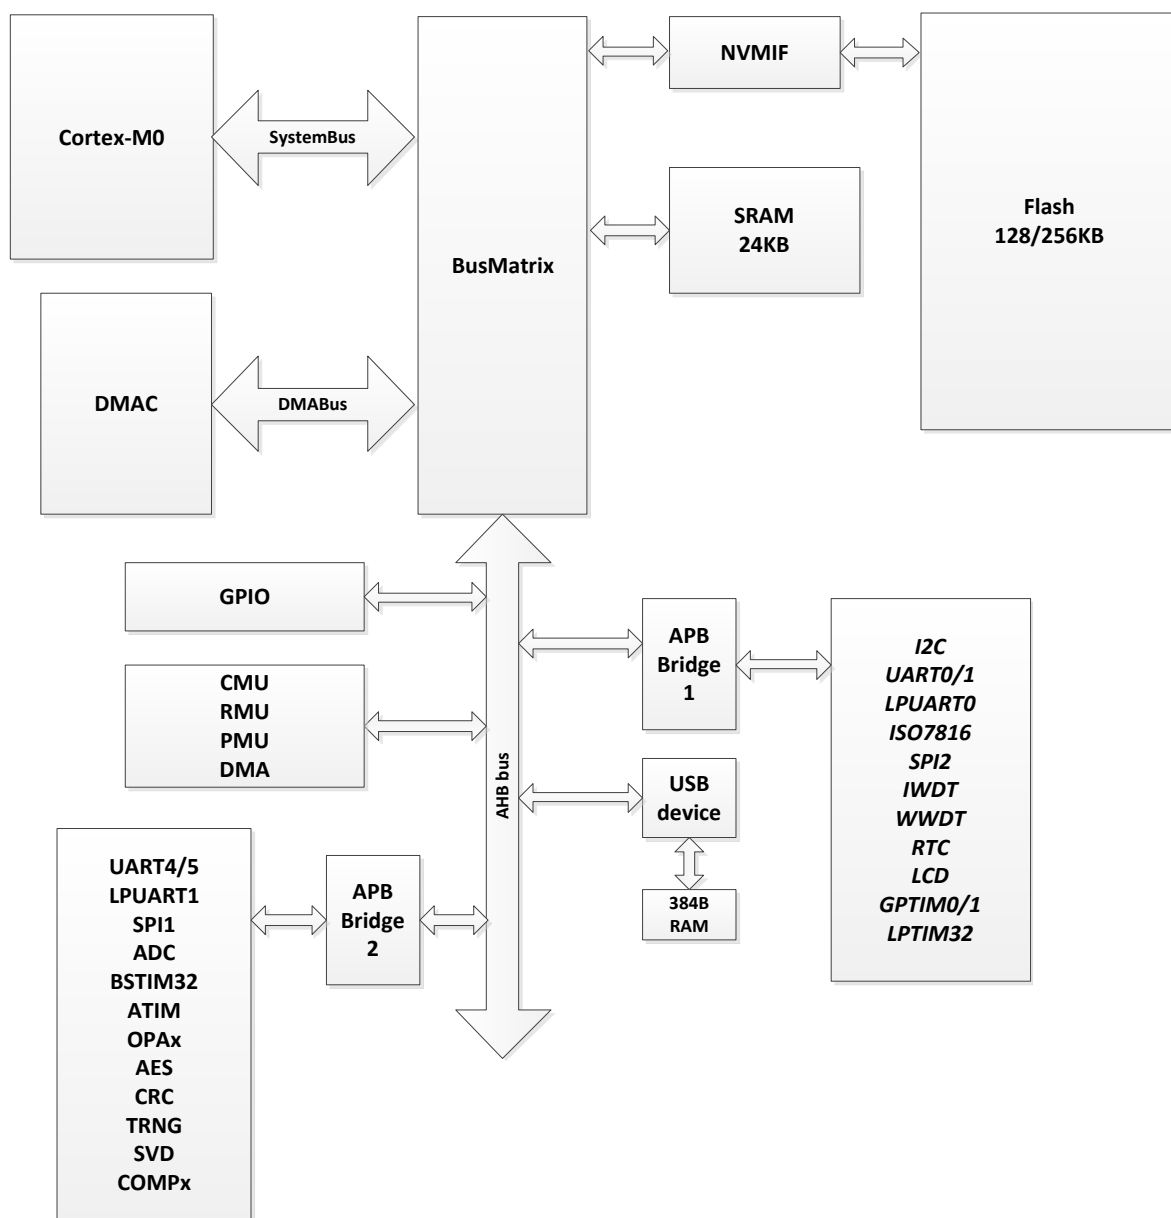 Cortex-M0
SystemBus
BusMatrix
NVMIF
Flash
128/256KB
SRAM
24KB
DMAC
DMABus
GPIO
CMU
RMU
PMU
DMA
AHB bus
APB
Bridge
1
I2C
UART0/1
LPUART0
ISO7816
SPI2
IWDT
WWDT
RTC
LCD
GPTIM0/1
LPTIM32
USB
device
384B
RAM
APB
Bridge
2
UART4/5
LPUART1
SPI1
ADC
BSTIM32
ATIM
OPAx
AES
CRC
TRNG
SVD
COMPx